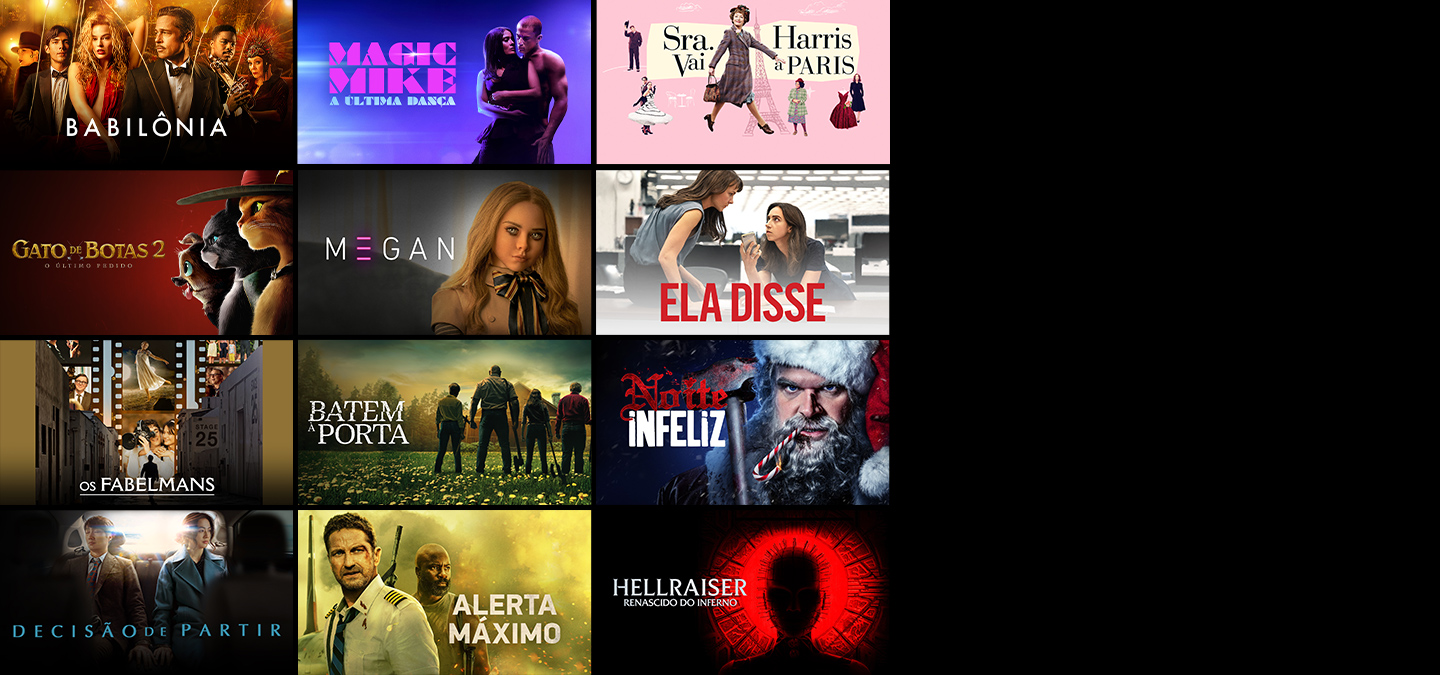 BABILÔNIA
MAGIC
MIKE
A ÚLTIMA DANÇA
Sra. Harris
Vai a PARIS
GATO DE BOTAS 2
O ÚLTIMO PEDIDO
MEGAN
ELA DISSE
STAGE
25
OS FABELMANS
BATEM
À PORTA
Noite
iNFELiZ
DECISÃO DE PARTIR
ALERTA
MÁXIMO
HELLRAISER
RENASCIDO DO INFERNO